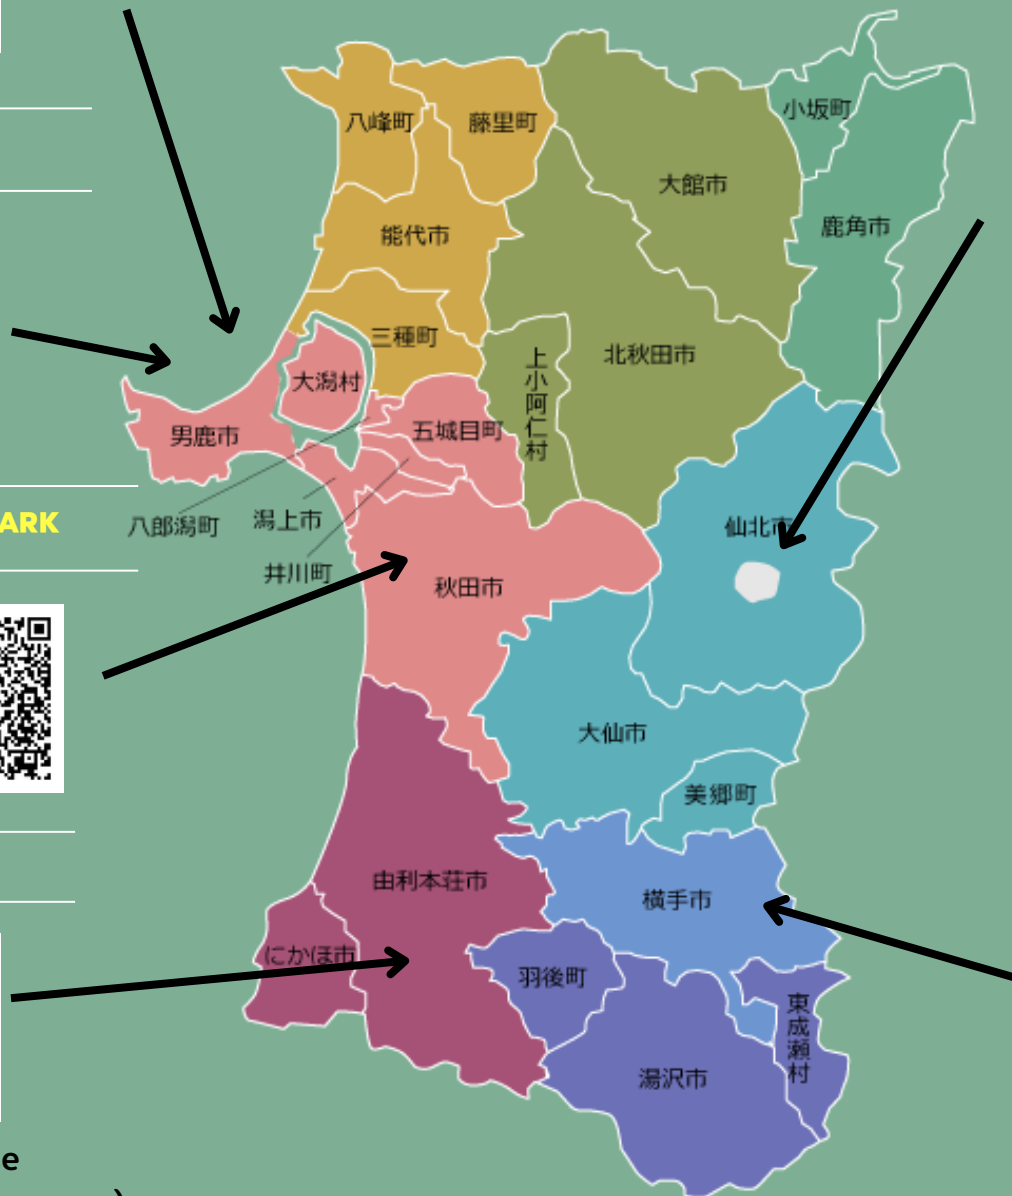 八峰町
藤里町
小坂町
大館市
鹿角市
能代市
三種町
北秋田市
上小阿仁村
大潟村
男鹿市
五城目町
八郎潟町
潟上市
井川町
ARK
仙北市
秋田市
大仙市
美郷町
由利本荘市
横手市
にかほ市
羽後町
東成瀬村
湯沢市
e
)